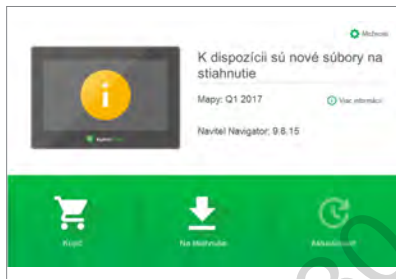 Možnosti
K dispozícii sú nové súbory na
stiahnutie
Mapy: Q1 2017
Viac informácií
Navitel Navigator: 9.8.15
Kúpiť
Na stiahnutie
Aktualizovať